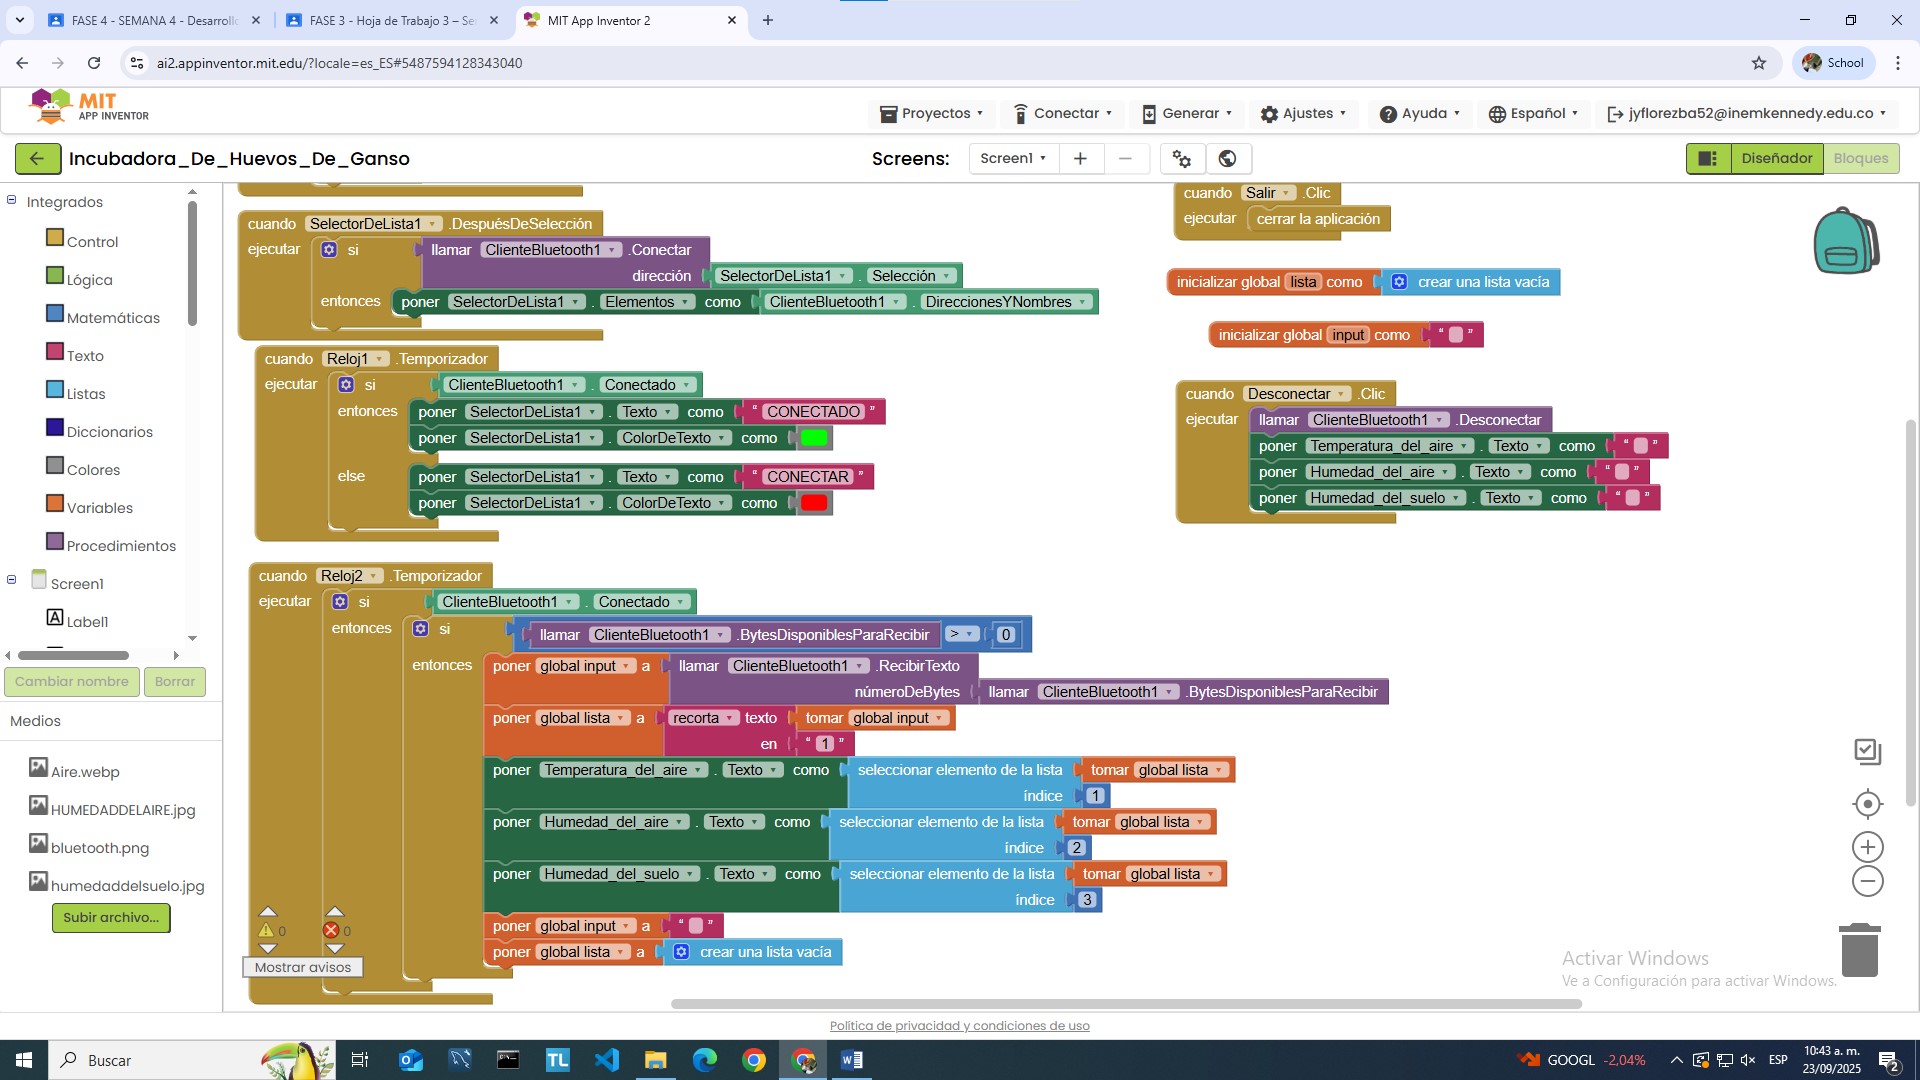 FASE 4 - SEMANA 4 - Desarroll
FASE 3 - Hoja de Trabajo 3 – Se
MIT App Inventor 2
ai2.appinventor.mit.edu/?locale=es_ES#5487594128343040
School
MIT
APP INVENTOR
Proyectos
Conectar
Generar
Ajustes
Ayuda
Español
jyflorezba52@inemkennedy.edu.co
Incubadora_De_Huevos_De_Ganso
Screens:
Screen1
Diseñador
Bloques
Integrados
Control
Lógica
Matemáticas
Texto
Listas
Diccionarios
Colores
Variables
Procedimientos
Screen1
Label1
Cambiar nombre
Borrar
Medios
Aire.webp
HUMEDADDELAIRE.jpg
bluetooth.png
humedaddelsuelo.jpg
Subir archivo...
cuando SelectorDeLista1 .DespuésDeSelección
ejecutar si llamar ClienteBluetooth1 .Conectar
dirección SelectorDeLista1 . Selección
entonces poner SelectorDeLista1 . Elementos como ClienteBluetooth1 . DireccionesYNombres
cuando Reloj1 .Temporizador
ejecutar si ClienteBluetooth1 . Conectado
entonces poner SelectorDeLista1 . Texto como “ CONECTADO ”
poner SelectorDeLista1 . ColorDeTexto como
else poner SelectorDeLista1 . Texto como “ CONECTAR ”
poner SelectorDeLista1 . ColorDeTexto como
cuando Reloj2 .Temporizador
ejecutar si ClienteBluetooth1 . Conectado
entonces si llamar ClienteBluetooth1 .BytesDisponiblesParaRecibir > 0
entonces poner global input a llamar ClienteBluetooth1 .RecibirTexto
númeroDeBytes llamar ClienteBluetooth1 .BytesDisponiblesParaRecibir
poner global lista a recorta texto tomar global input
en “ 1 ”
poner Temperatura_del_aire . Texto como seleccionar elemento de la lista tomar global lista
índice 1
poner Humedad_del_aire . Texto como seleccionar elemento de la lista tomar global lista
índice 2
poner Humedad_del_suelo . Texto como seleccionar elemento de la lista tomar global lista
índice 3
poner global input a “ ”
poner global lista a crear una lista vacía
0 0
Mostrar avisos
cuando Salir .Clic
ejecutar cerrar la aplicación
inicializar global lista como crear una lista vacía
inicializar global input como “ ”
cuando Desconectar .Clic
ejecutar llamar ClienteBluetooth1 .Desconectar
poner Temperatura_del_aire . Texto como “ ”
poner Humedad_del_aire . Texto como “ ”
poner Humedad_del_suelo . Texto como “ ”
Activar Windows
Ve a Configuración para activar Windows.
Política de privacidad y condiciones de uso
Buscar
TL
GOOGL -2,04%
ESP
10:43 a. m.
23/09/2025
2